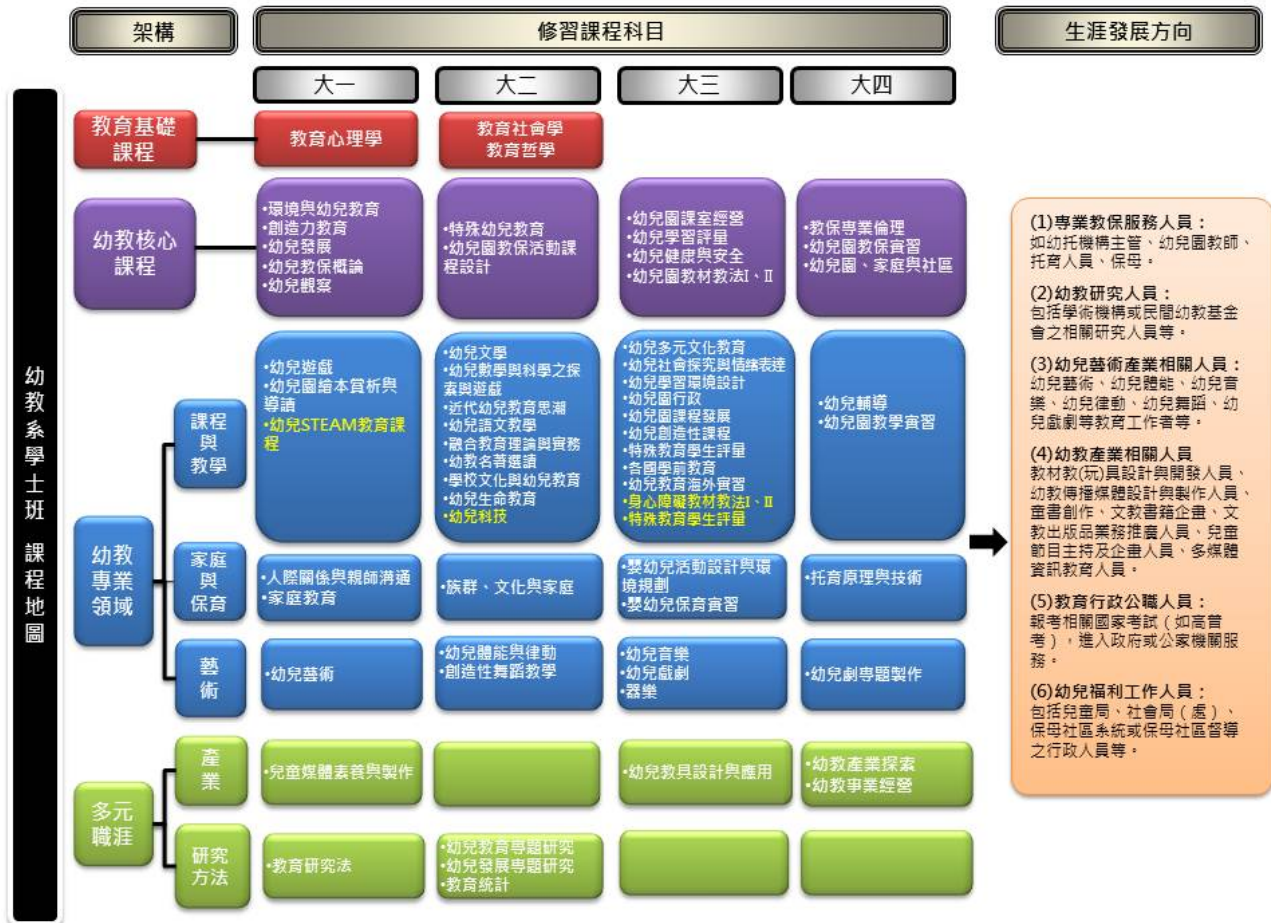 架構
修習課程科目
生涯發展方向
大一
大二
大三
大四
幼教系學士班 課程地圖
教育基礎
課程
教育心理學
教育社會學
教育哲學
幼教核心
課程
•環境與幼兒教育
•創造力教育
•幼兒發展
•幼兒教保概論
•幼兒觀察
•特殊幼兒教育
•幼兒園教保活動課
程設計
•幼兒園課室經營
•幼兒學習評量
•幼兒健康與安全
•幼兒園教材教法I、II
•教保專業倫理
•幼兒園教保實習
•幼兒園、家庭與社區
幼教
專業
領域
課程
與
教學
•幼兒遊戲
•幼兒園繪本賞析與
導讀
•幼兒STEAM教育課
程
•幼兒文學
•幼兒數學與科學之探
索與遊戲
•近代幼兒教育思潮
•幼兒語文教學
•融合教育理論與實務
•幼教名著選讀
•學校文化與幼兒教育
•幼兒生命教育
•幼兒科技
•幼兒多元文化教育
•幼兒社會探究與情緒表達
•幼兒學習環境設計
•幼兒園行政
•幼兒園課程發展
•幼兒創造性課程
•特殊教育學生評量
•各國學前教育
•幼兒教育海外實習
•身心障礙教材教法I、II
•特殊教育學生評量
•幼兒輔導
•幼兒園教學實習
家庭
與
保育
•人際關係與親師溝通
•家庭教育
•族群、文化與家庭
•嬰幼兒活動設計與環
境規劃
•嬰幼兒保育實習
•托育原理與技術
藝
術
•幼兒藝術
•幼兒體能與律動
•創造性舞蹈教學
•幼兒音樂
•幼兒戲劇
•器樂
•幼兒劇專題製作
多元
職涯
產
業
•兒童媒體素養與製作
•幼兒教具設計與應用
•幼教產業探索
•幼教事業經營
研究
方法
•教育研究法
•幼兒教育專題研究
•幼兒發展專題研究
•教育統計
(1)專業教保服務人員：
如幼托機構主管、幼兒園教師、
托育人員、保母。
(2)幼教研究人員：
包括學術機構或民間幼教基金
會之相關研究人員等。
(3)幼兒藝術產業相關人員：
幼兒藝術、幼兒體能、幼兒音
樂、幼兒律動、幼兒舞蹈、幼
兒戲劇等教育工作者等。
(4)幼教產業相關人員
教材教(玩)具設計與開發人員、
幼教傳播媒體設計與製作人員、
童書創作、文教書籍企畫、文
教出版品業務推廣人員、兒童
節目主持及企畫人員、多媒體
資訊教育人員。
(5)教育行政公職人員：
報考相關國家考試（如高普
考），進入政府或公家機關服
務。
(6)幼兒福利工作人員：
包括兒童局、社會局（處）、
保母社區系統或保母社區督導
之行政人員等。